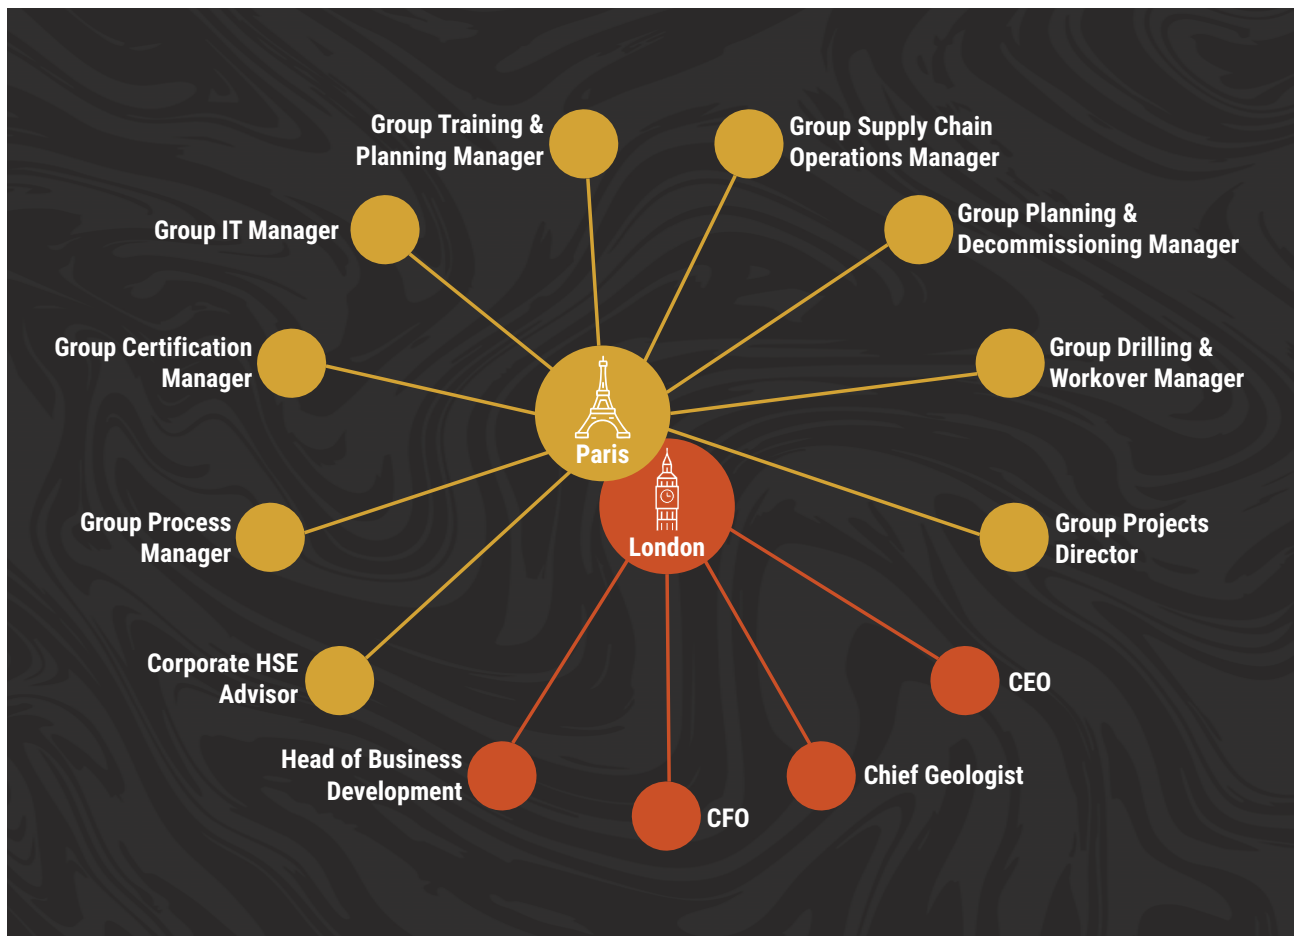 Group Training &
Planning Manager
Group Supply Chain
Operations Manager
Group IT Manager
Group Planning &
Decommissioning Manager
Group Certification
Manager
Group Drilling &
Workover Manager
Paris
London
Group Process
Manager
Group Projects
Director
Corporate HSE
Advisor
CEO
Head of Business
Development
Chief Geologist
CFO